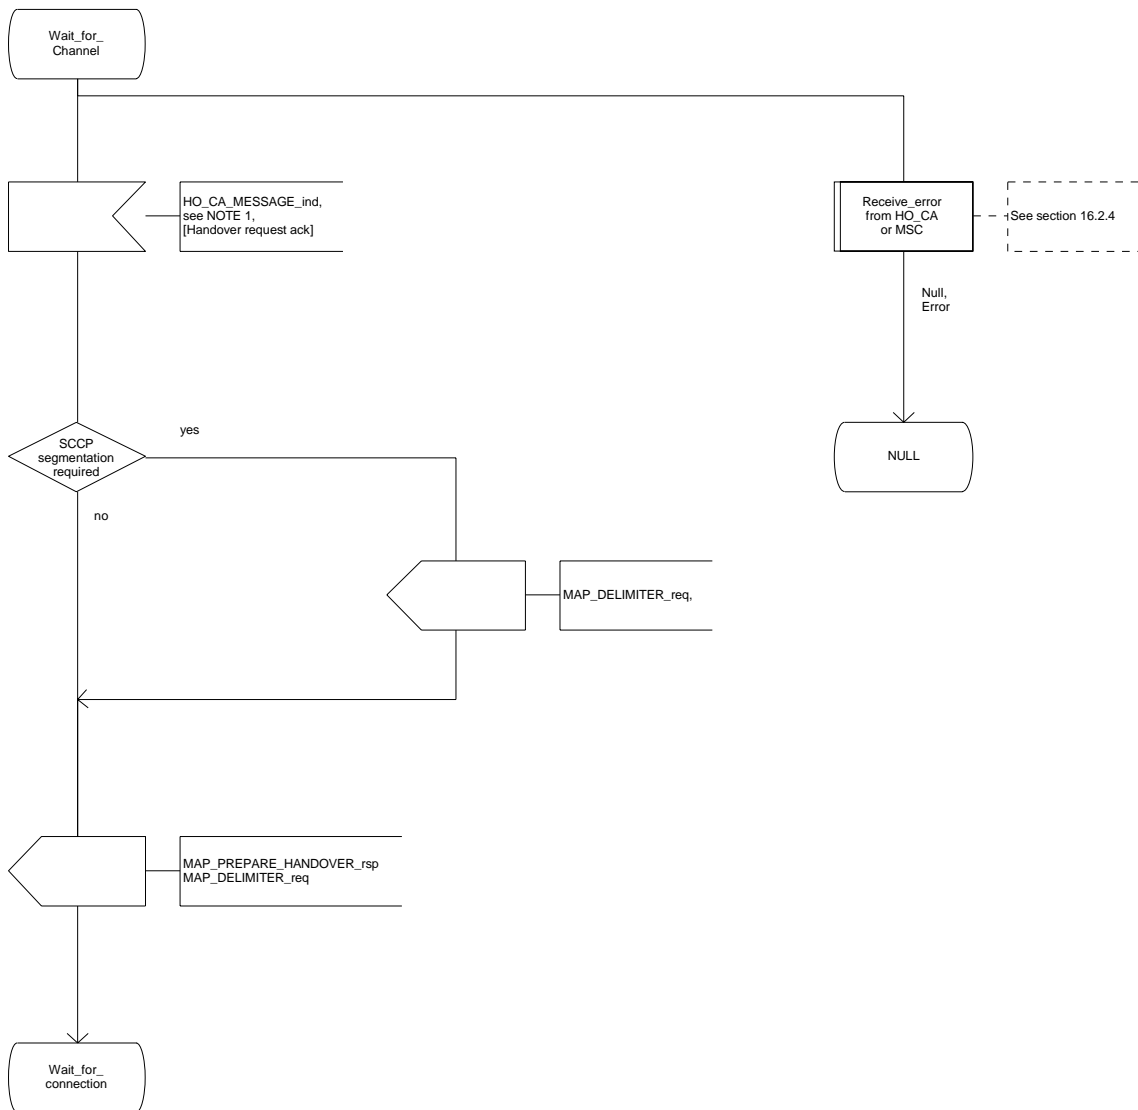 Wait_for_
Channel
HO_CA_MESSAGE_ind,
see NOTE 1,
[Handover request ack]
Receive_error
from HO_CA
or MSC
See section 16.2.4
Null,
Error
SCCP
segmentation
required
yes
NULL
no
MAP_DELIMITER_req,
MAP_PREPARE_HANDOVER_rsp
MAP_DELIMITER_req
Wait_for_
connection